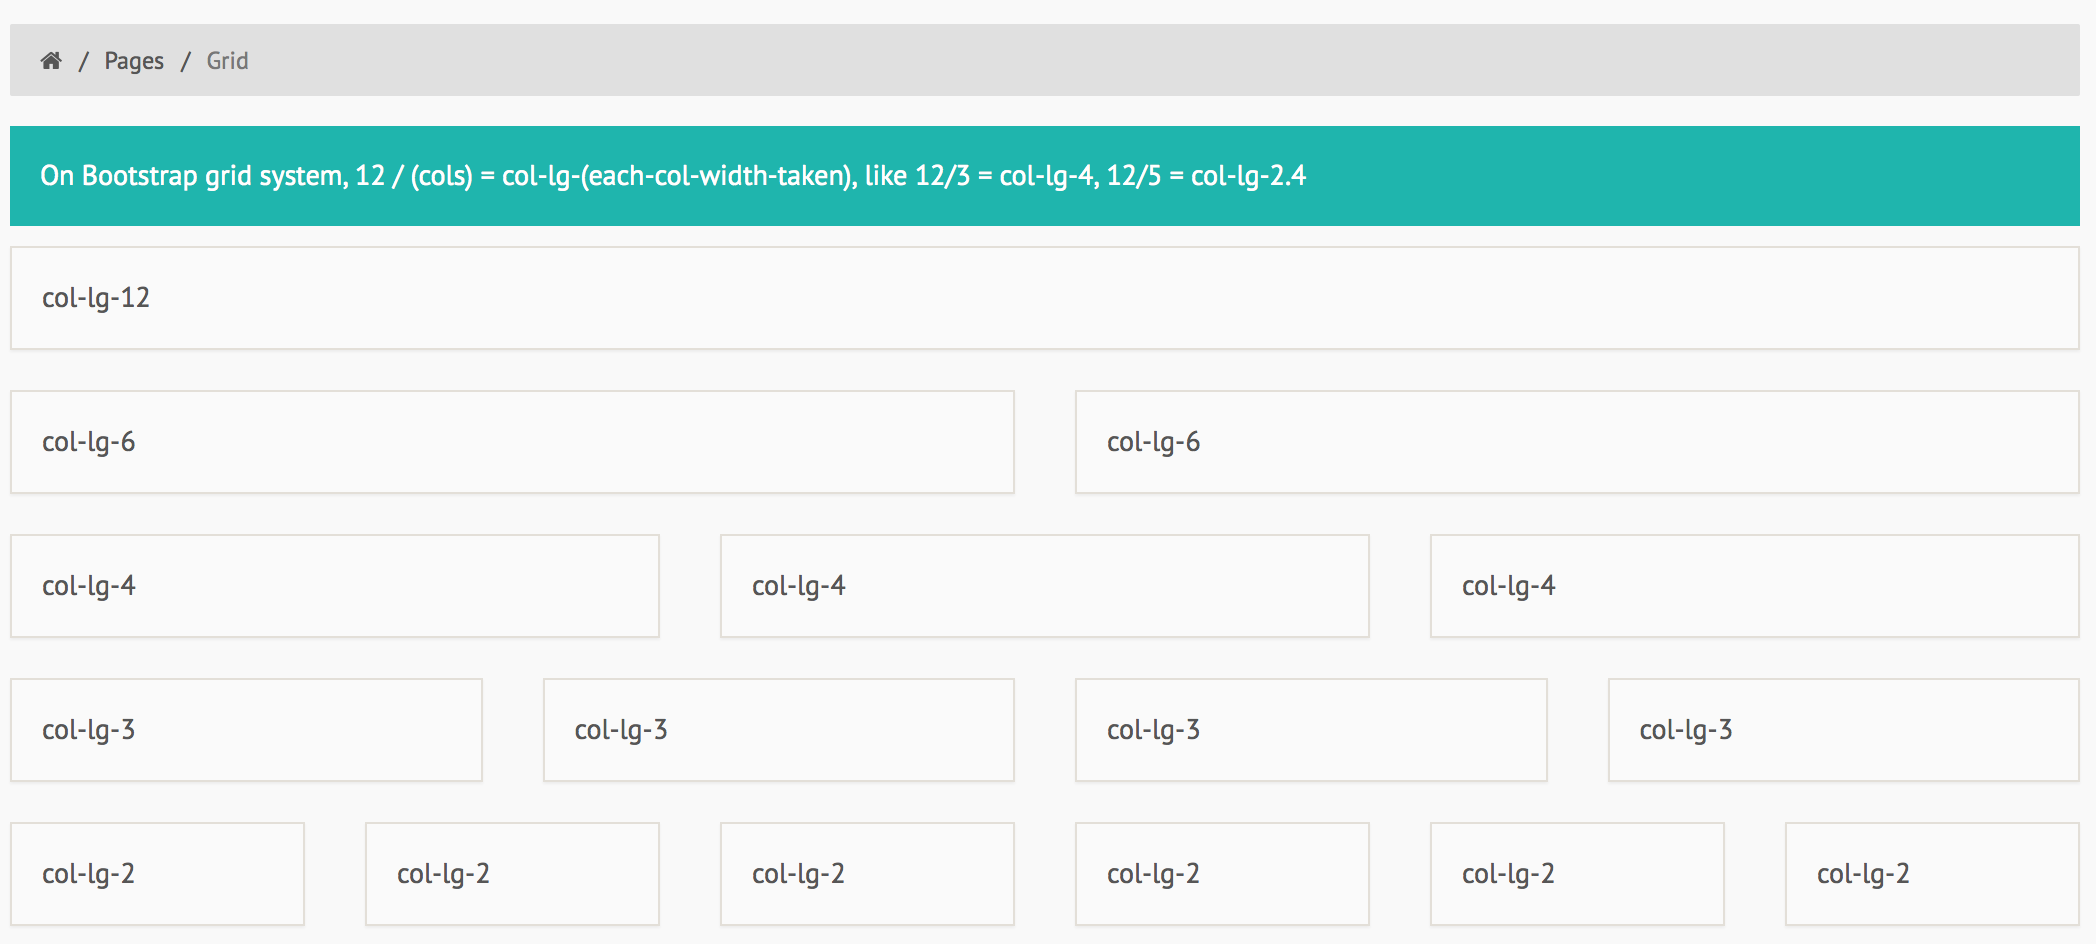 / Pages / Grid
On Bootstrap grid system, 12 / (cols) = col-lg-(each-col-width-taken), like 12/3 = col-lg-4, 12/5 = col-lg-2.4
col-lg-12
col-lg-6 col-lg-6
col-lg-4 col-lg-4 col-lg-4
col-lg-3 col-lg-3 col-lg-3 col-lg-3
col-lg-2 col-lg-2 col-lg-2 col-lg-2 col-lg-2 col-lg-2